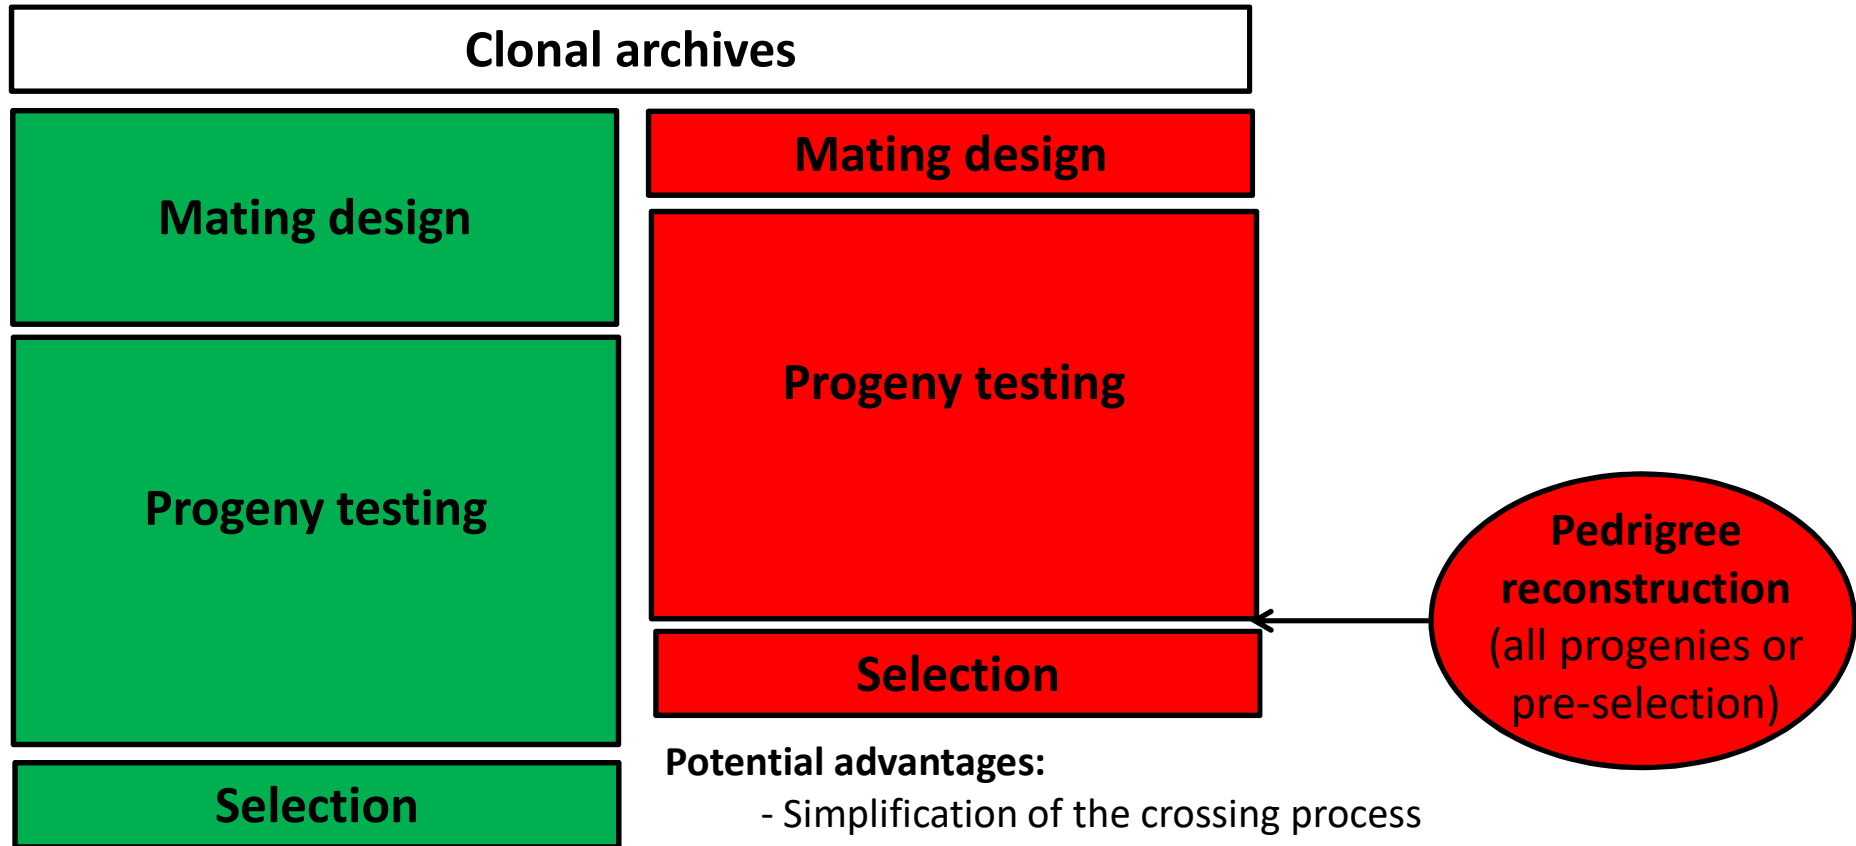 Clonal archives
Mating design
Progeny testing
Selection
Mating design
Progeny testing
Selection
Pedrigree
reconstruction
(all progenies or
pre-selection)
Potential advantages:
- Simplification of the crossing process